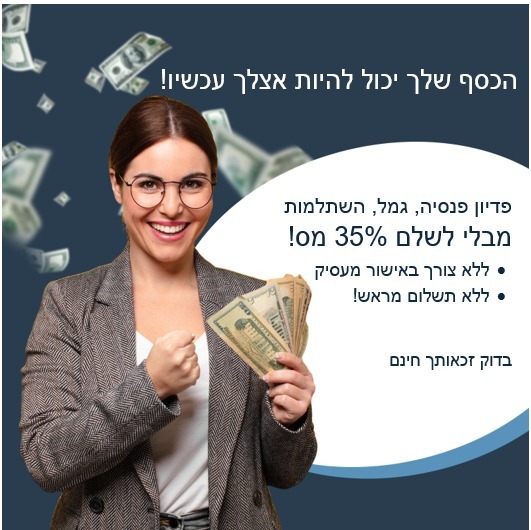 הכסף שלך יכול להיות אצלך עכשיו!
פדיון פנסיה, גמל, השתלמות
מבלי לשלם 35% מס!
• ללא צורך באישור מעסיק
• ללא תשלום מראש!
בדוק זכאותך חינם